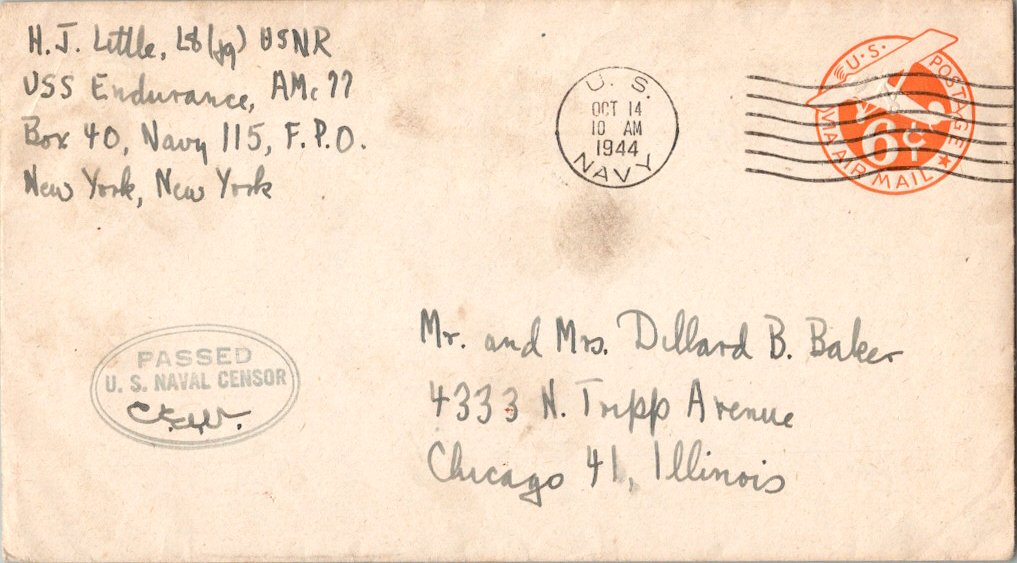 H. J. Little, Lt(jg) USNR
USS Endurance, AMc 77
Box 40, Navy 115, F.P.O.
New York, New York
U. S.
OCT 14
10 AM
1944
NAVY
U.S. POSTAGE
VIA AIR MAIL
6¢
PASSED
U. S. NAVAL CENSOR
Mr. and Mrs. Dillard B. Baker
4333 N. Tripp Avenue
Chicago 41, Illinois